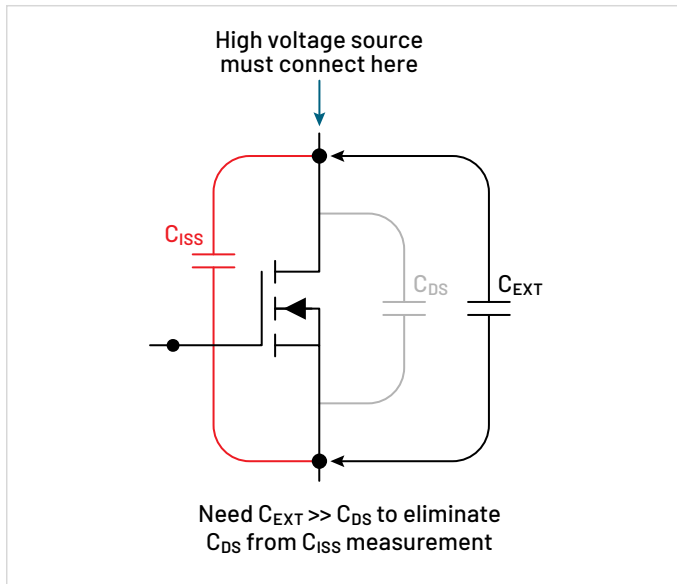 High voltage source
must connect here
CISS
CDS
CEXT
Need CEXT >> CDS to eliminate
CDS from CISS measurement